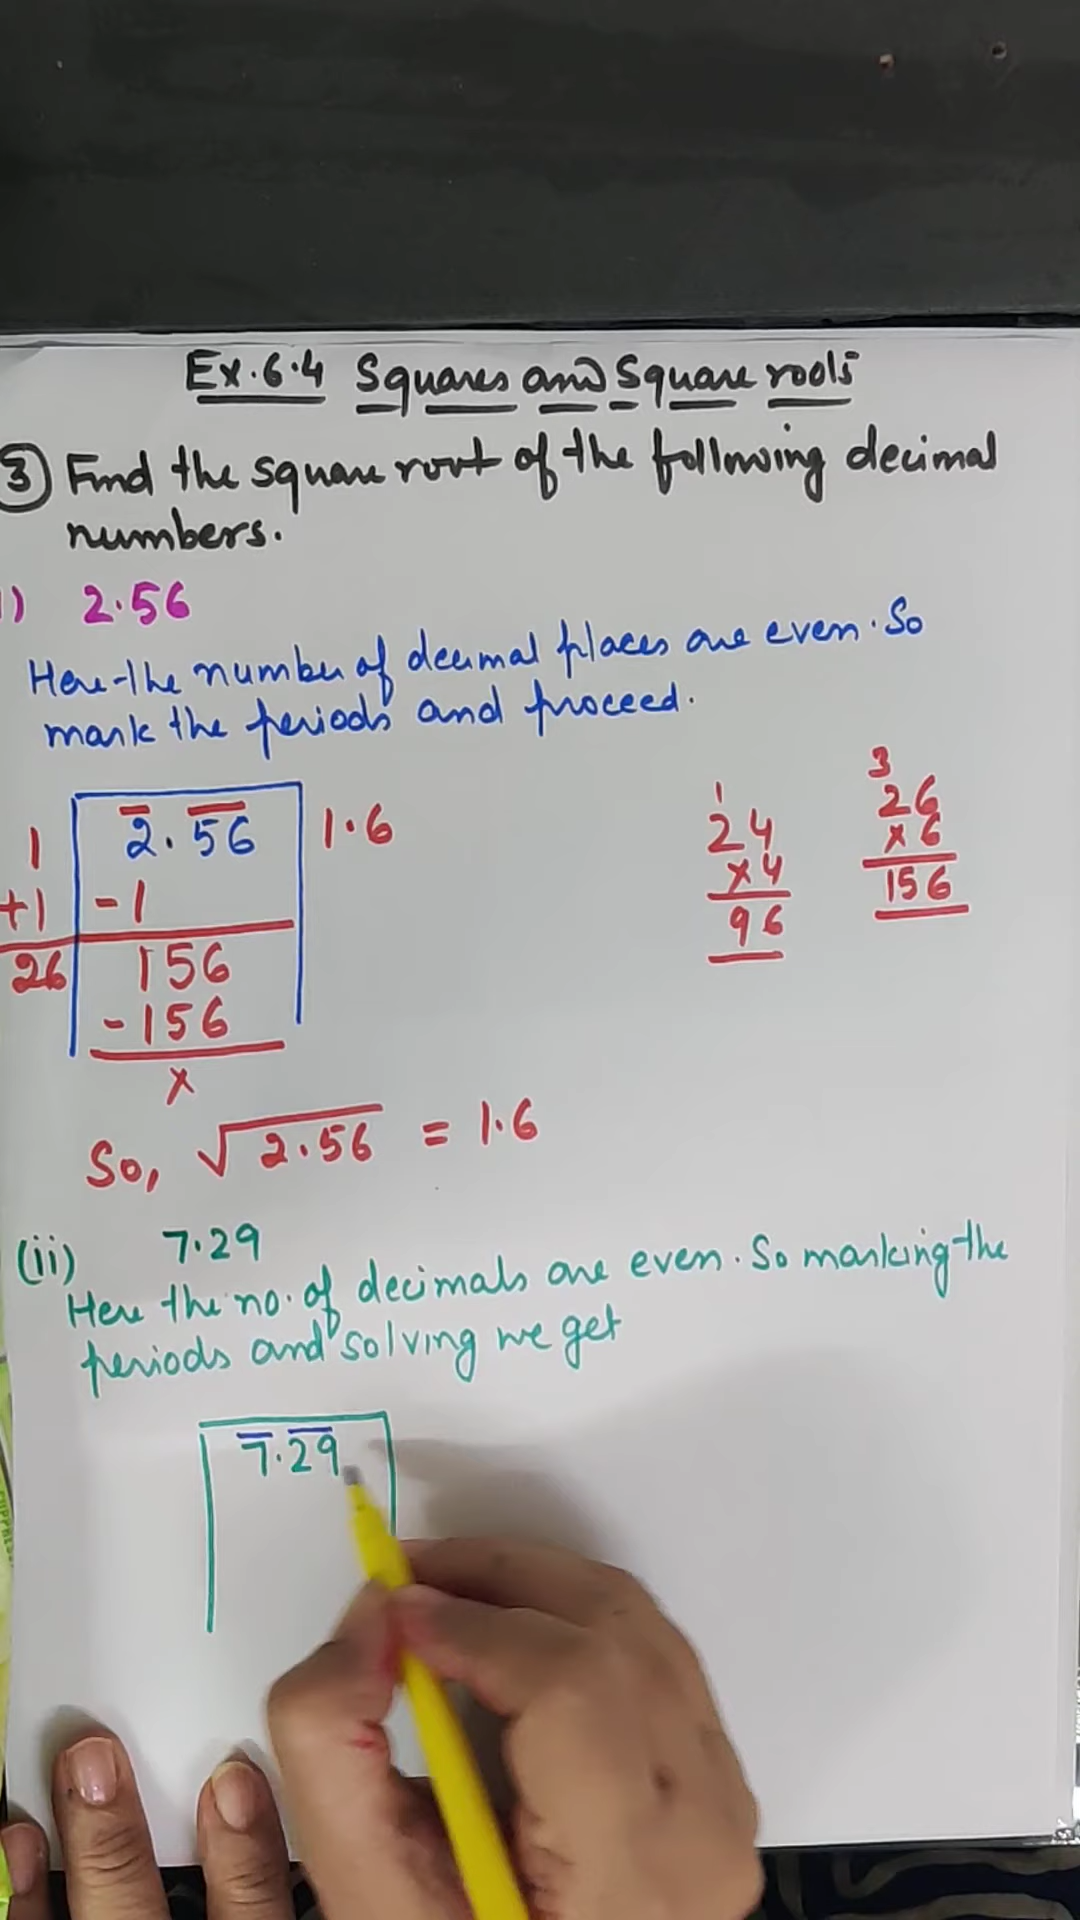 Ex.6.4 Squares and Square roots
③ Find the square root of the following decimal
numbers.
i) 2.56
Here the number of decimal places are even. So
mark the periods and proceed.
1 2.56 1.6
+1 -1
26 156
-156
x
1
24
x4
96
3
26
x6
156
So, √2.56 = 1.6
(ii) 7.29
Here the no. of decimals are even. So marking the
periods and solving we get
7.29